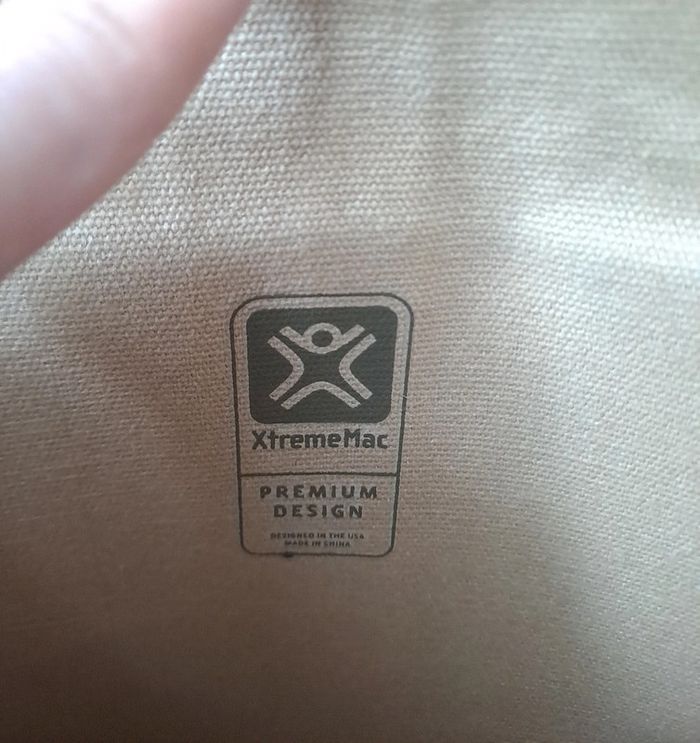 XtremeMac
PREMIUM
DESIGN
DESIGNED IN THE USA
MADE IN CHINA